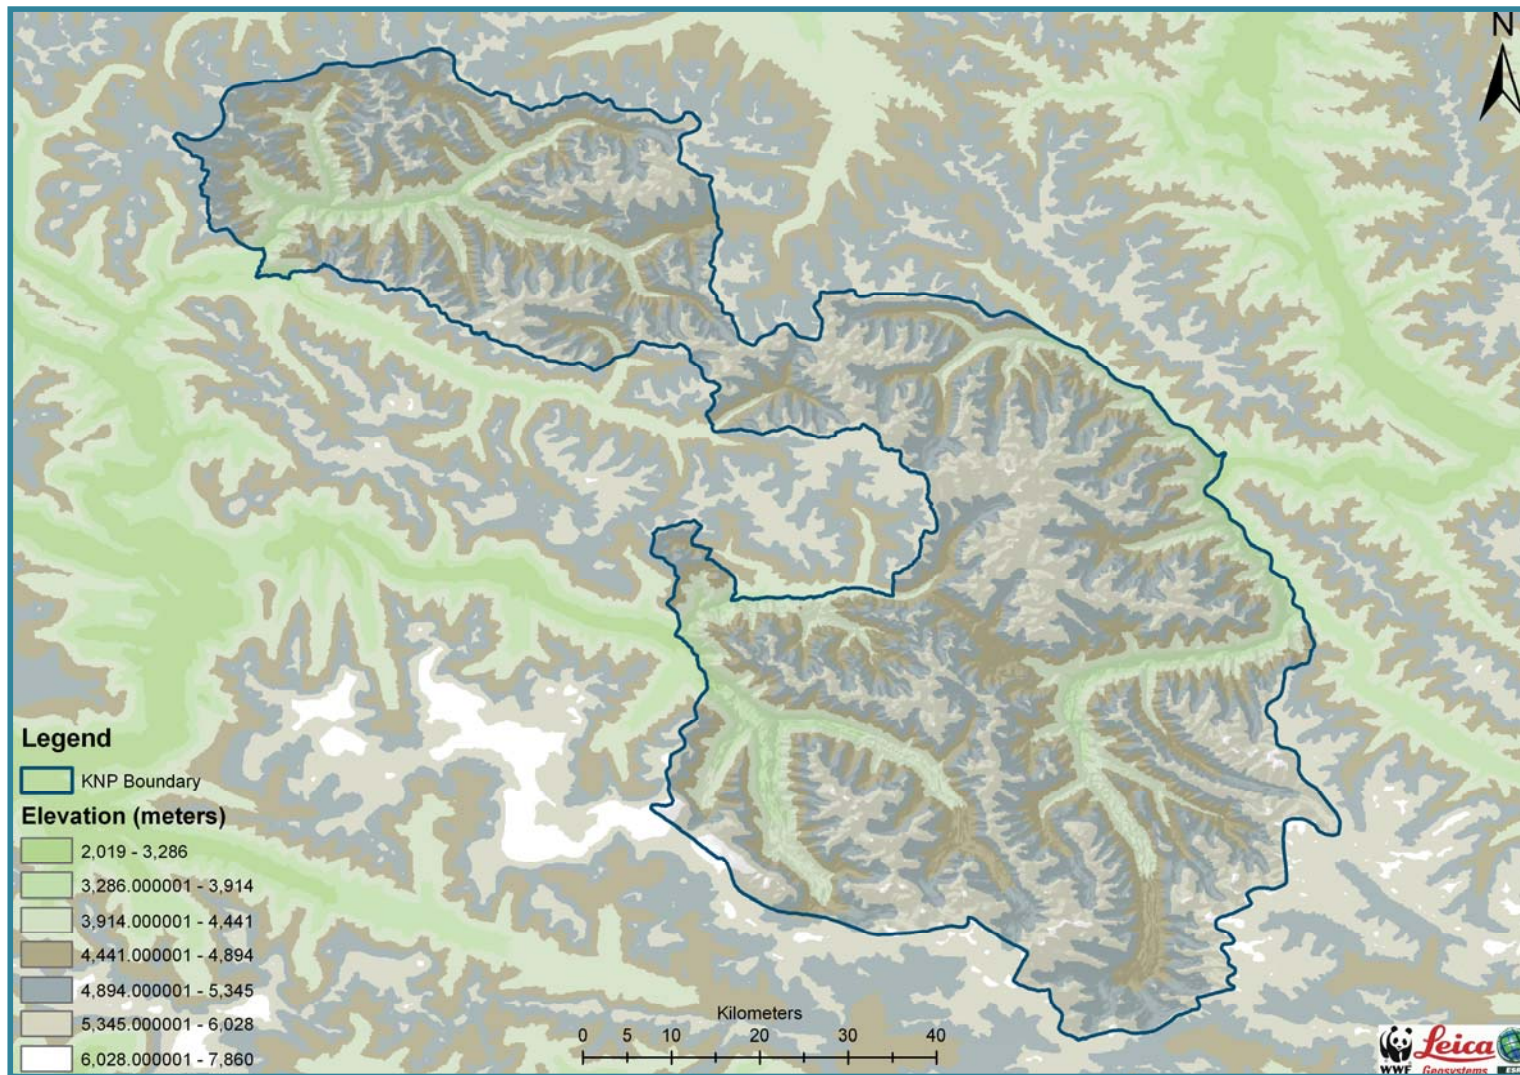 N
Legend
KNP Boundary
Elevation (meters)
2,019 - 3,286
3,286.000001 - 3,914
3,914.000001 - 4,441
4,441.000001 - 4,894
4,894.000001 - 5,345
5,345.000001 - 6,028
6,028.000001 - 7,860
Kilometers
0 5 10 20 30 40
WWF
Leica
Geosystems
ESRI